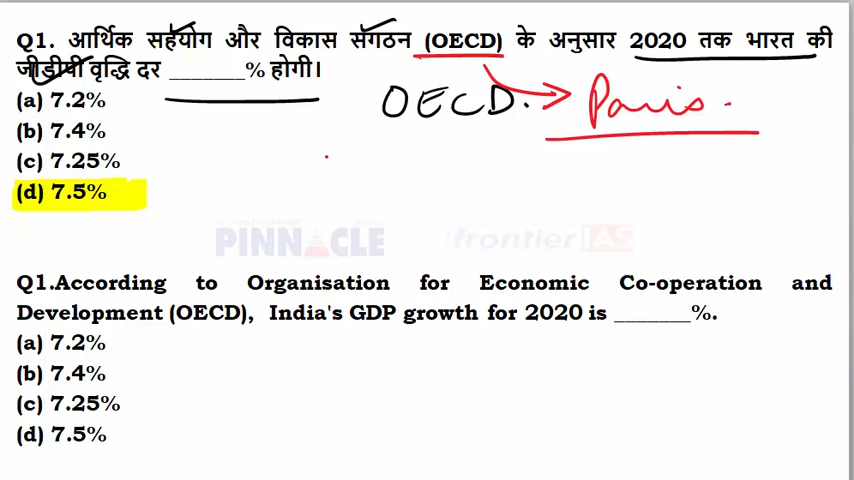 Q1. आर्थिक सहयोग और विकास संगठन (OECD) के अनुसार 2020 तक भारत की
जीडीपी वृद्धि दर _______% होगी।
(a) 7.2%
OECD. Paris.
(b) 7.4%
(c) 7.25%
(d) 7.5%
PINNACLE frontier IAS
Q1.According to Organisation for Economic Co-operation and
Development (OECD), India's GDP growth for 2020 is _______%.
(a) 7.2%
(b) 7.4%
(c) 7.25%
(d) 7.5%